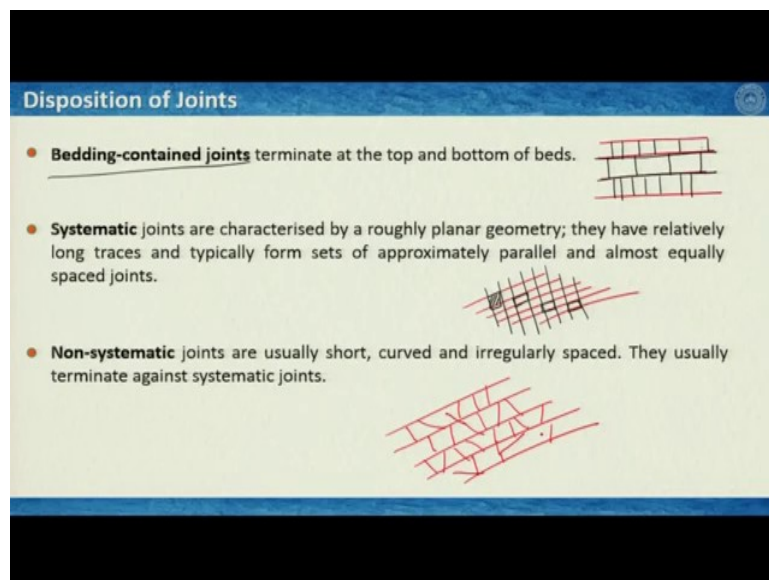 Disposition of Joints
Bedding-contained joints terminate at the top and bottom of beds.
Systematic joints are characterised by a roughly planar geometry; they have relatively
long traces and typically form sets of approximately parallel and almost equally
spaced joints.
Non-systematic joints are usually short, curved and irregularly spaced. They usually
terminate against systematic joints.